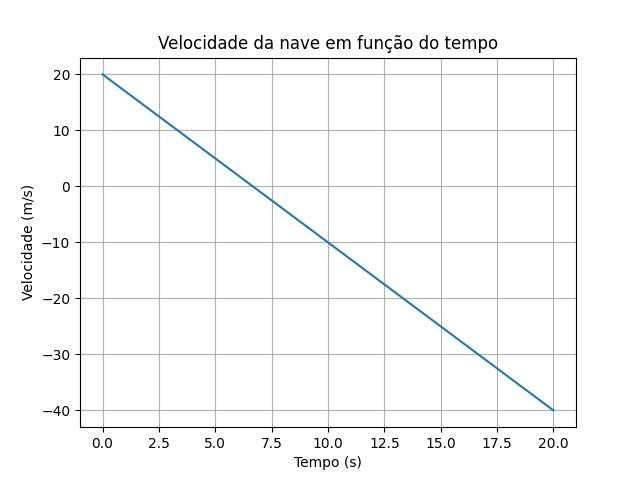 Velocidade da nave em função do tempo
20
10
0
−10
−20
−30
−40
Velocidade (m/s)
0.0 2.5 5.0 7.5 10.0 12.5 15.0 17.5 20.0
Tempo (s)